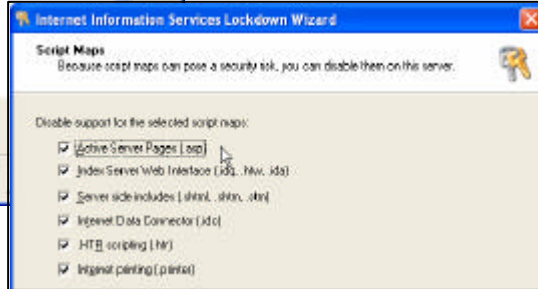 Internet Information Services Lockdown Wizard
Script Maps
Because script maps can pose a security risk, you can disable them on this server.
Disable support for the selected script maps:
Active Server Pages (.asp)
Index Server Web Interface (.idq, .htw, .ida)
Server side includes (.shtml, .shtm, .stm)
Internet Data Connector (.idc)
.HTR scripting (.htr)
Internet printing (.printer)